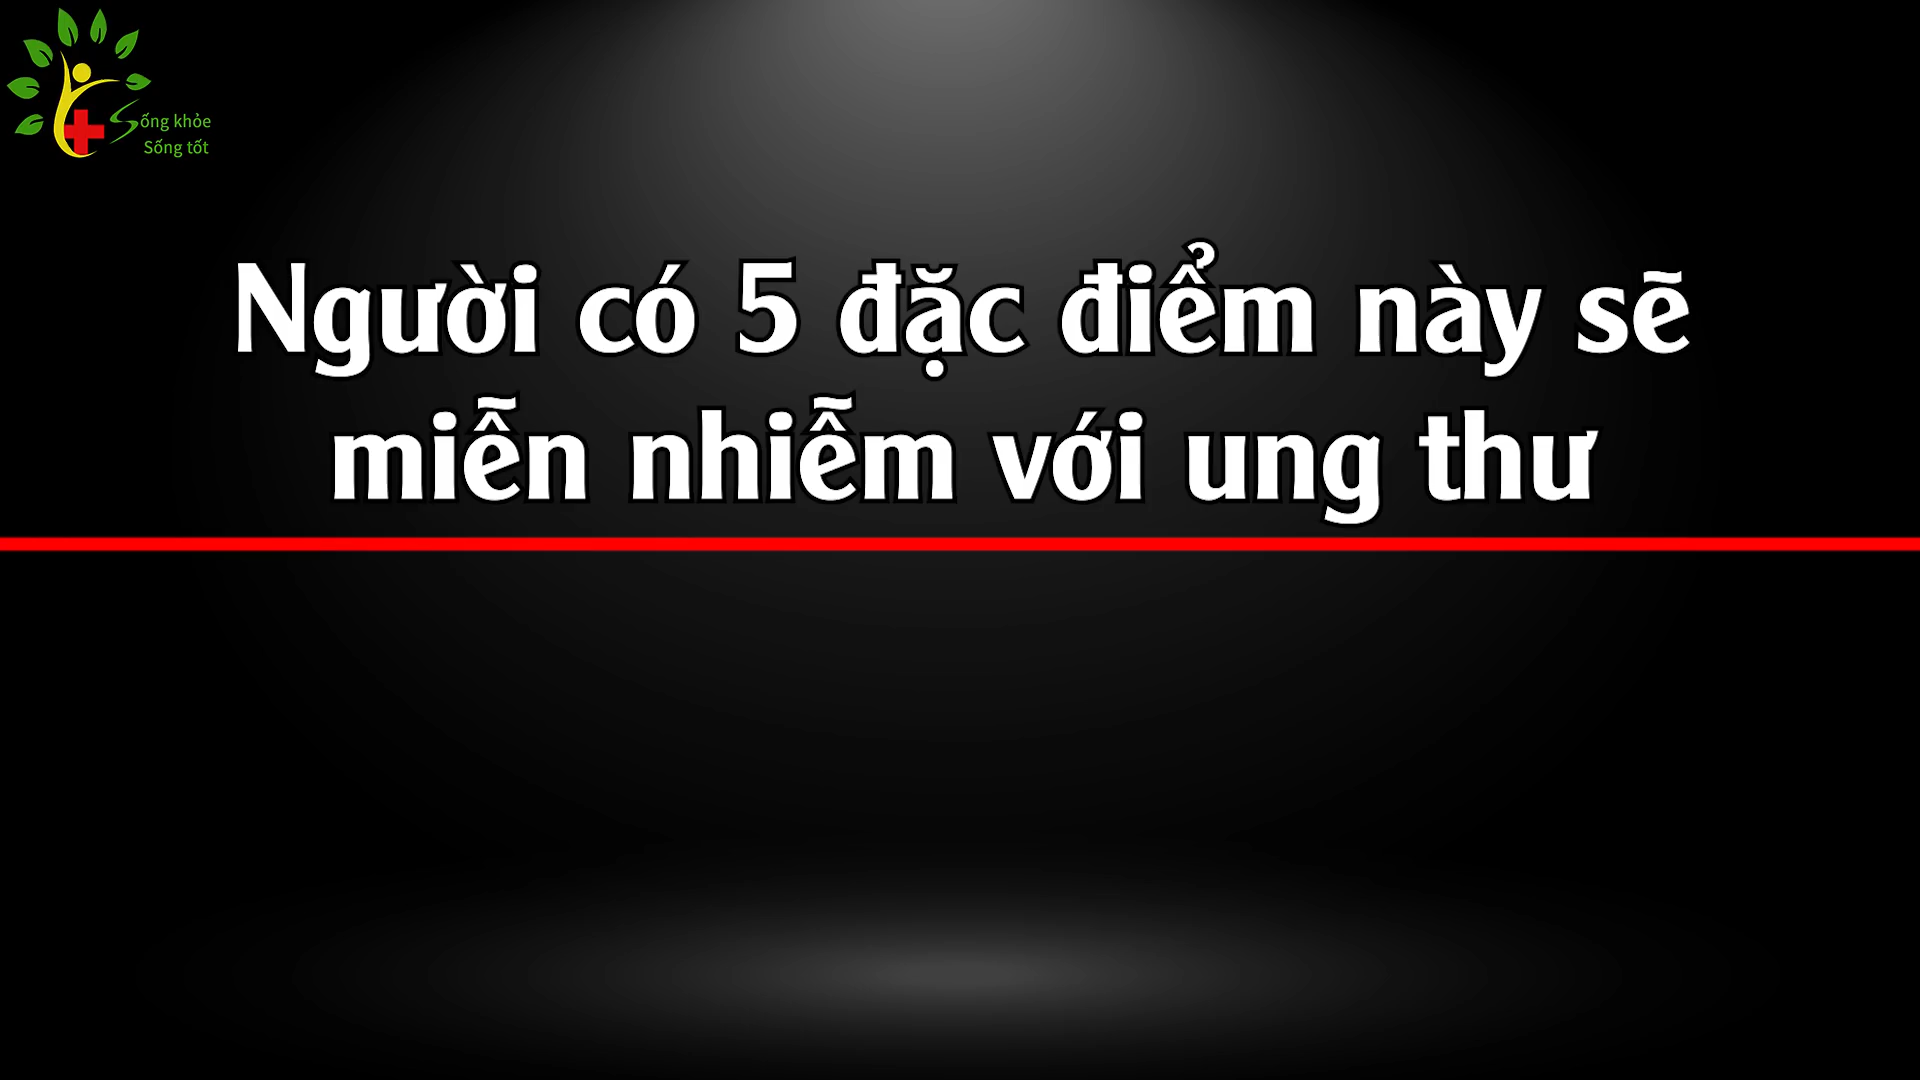 Sống khỏe
Sống tốt
Người có 5 đặc điểm này sẽ
miễn nhiễm với ung thư